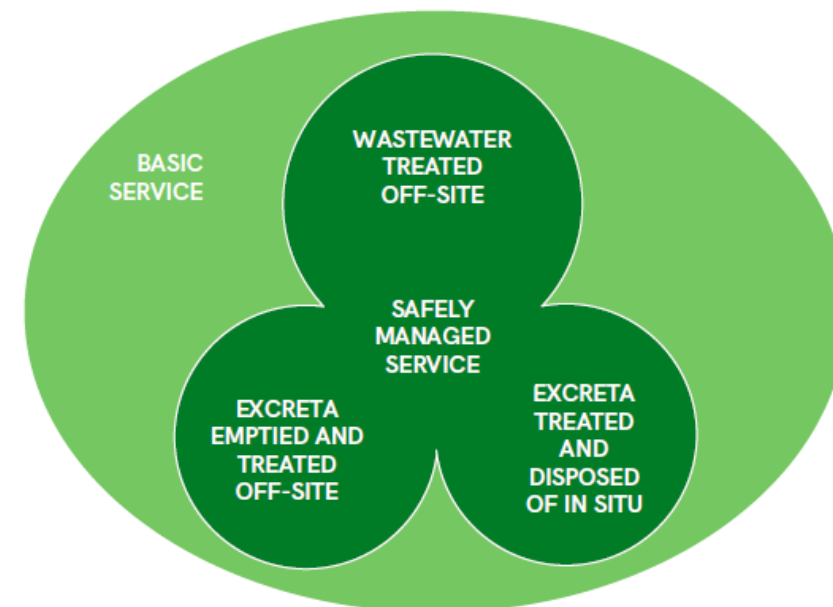 BASIC
SERVICE
WASTEWATER
TREATED
OFF-SITE
SAFELY
MANAGED
SERVICE
EXCRETA
EMPTIED AND
TREATED
OFF-SITE
EXCRETA
TREATED
AND
DISPOSED
OF IN SITU